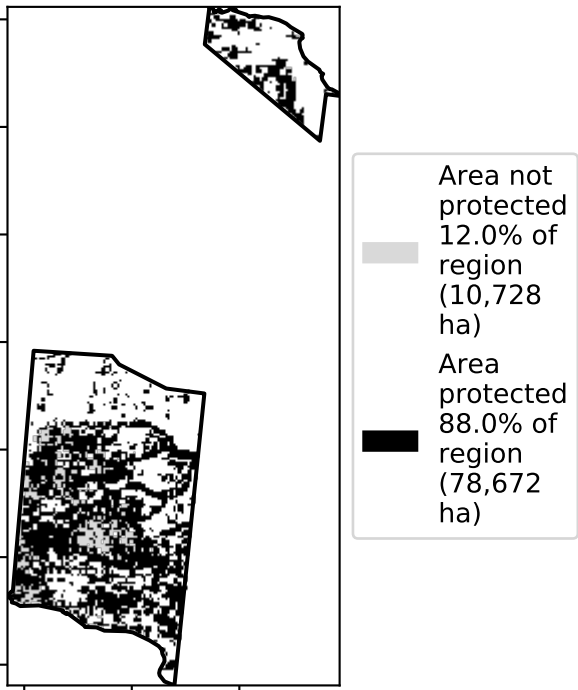 Area not
protected
12.0% of
region
(10,728
ha)
Area
protected
88.0% of
region
(78,672
ha)